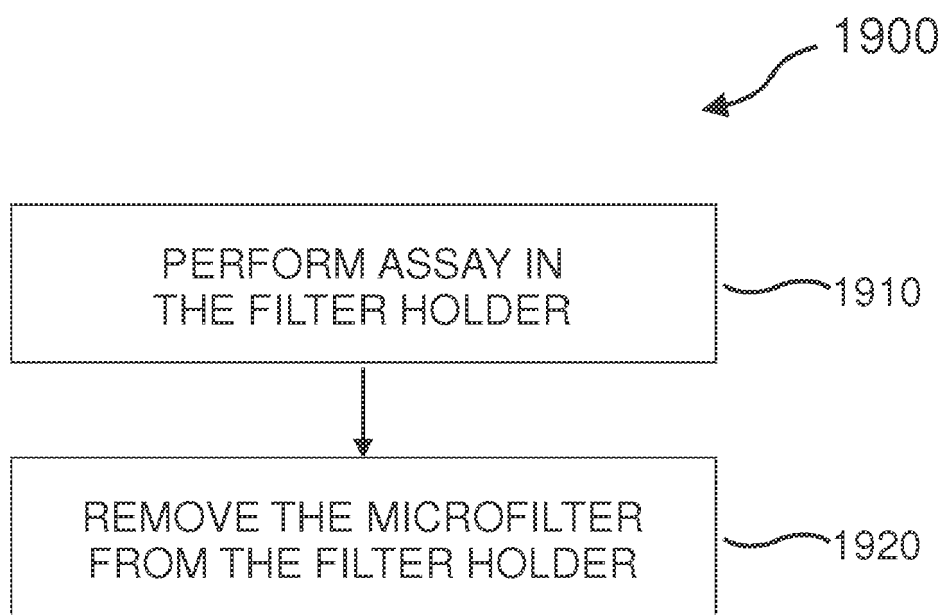 1900
PERFORM ASSAY IN
THE FILTER HOLDER
1910
REMOVE THE MICROFILTER
FROM THE FILTER HOLDER
1920